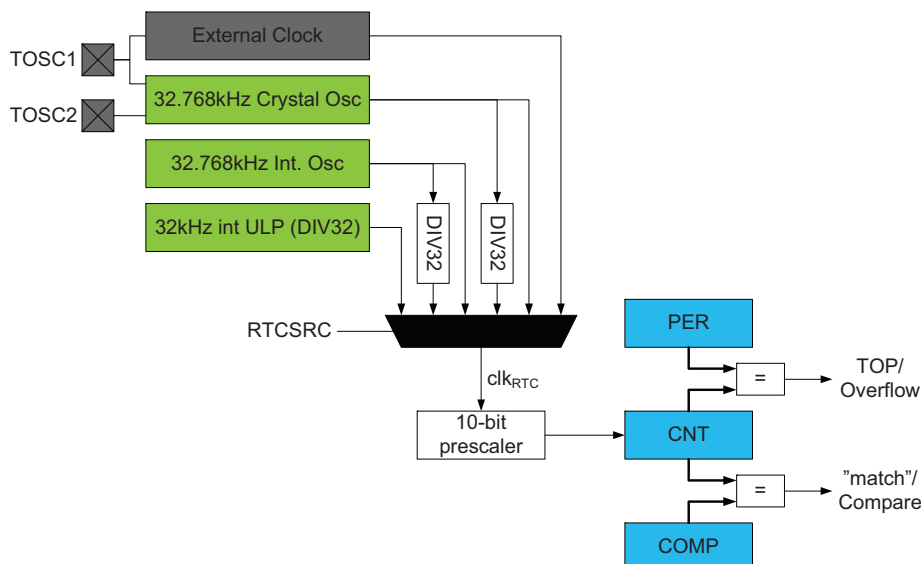 External Clock
TOSC1
32.768kHz Crystal Osc
TOSC2
32.768kHz Int. Osc
32kHz int ULP (DIV32)
DIV32
DIV32
RTCSRC
PER
clkRTC
=
TOP/
Overflow
10-bit
prescaler
CNT
=
”match”/
Compare
COMP